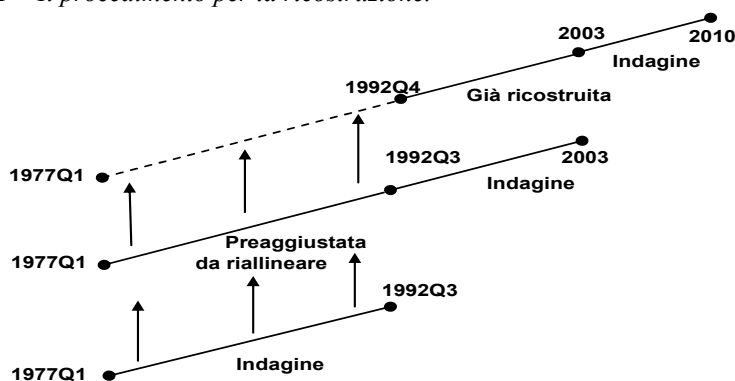 Il procedimento per la ricostruzione.
2003
2010
Indagine
1992Q4
Già ricostruita
1977Q1
1992Q3
2003
Indagine
Preaggiustata
da riallineare
1977Q1
1992Q3
Indagine
1977Q1